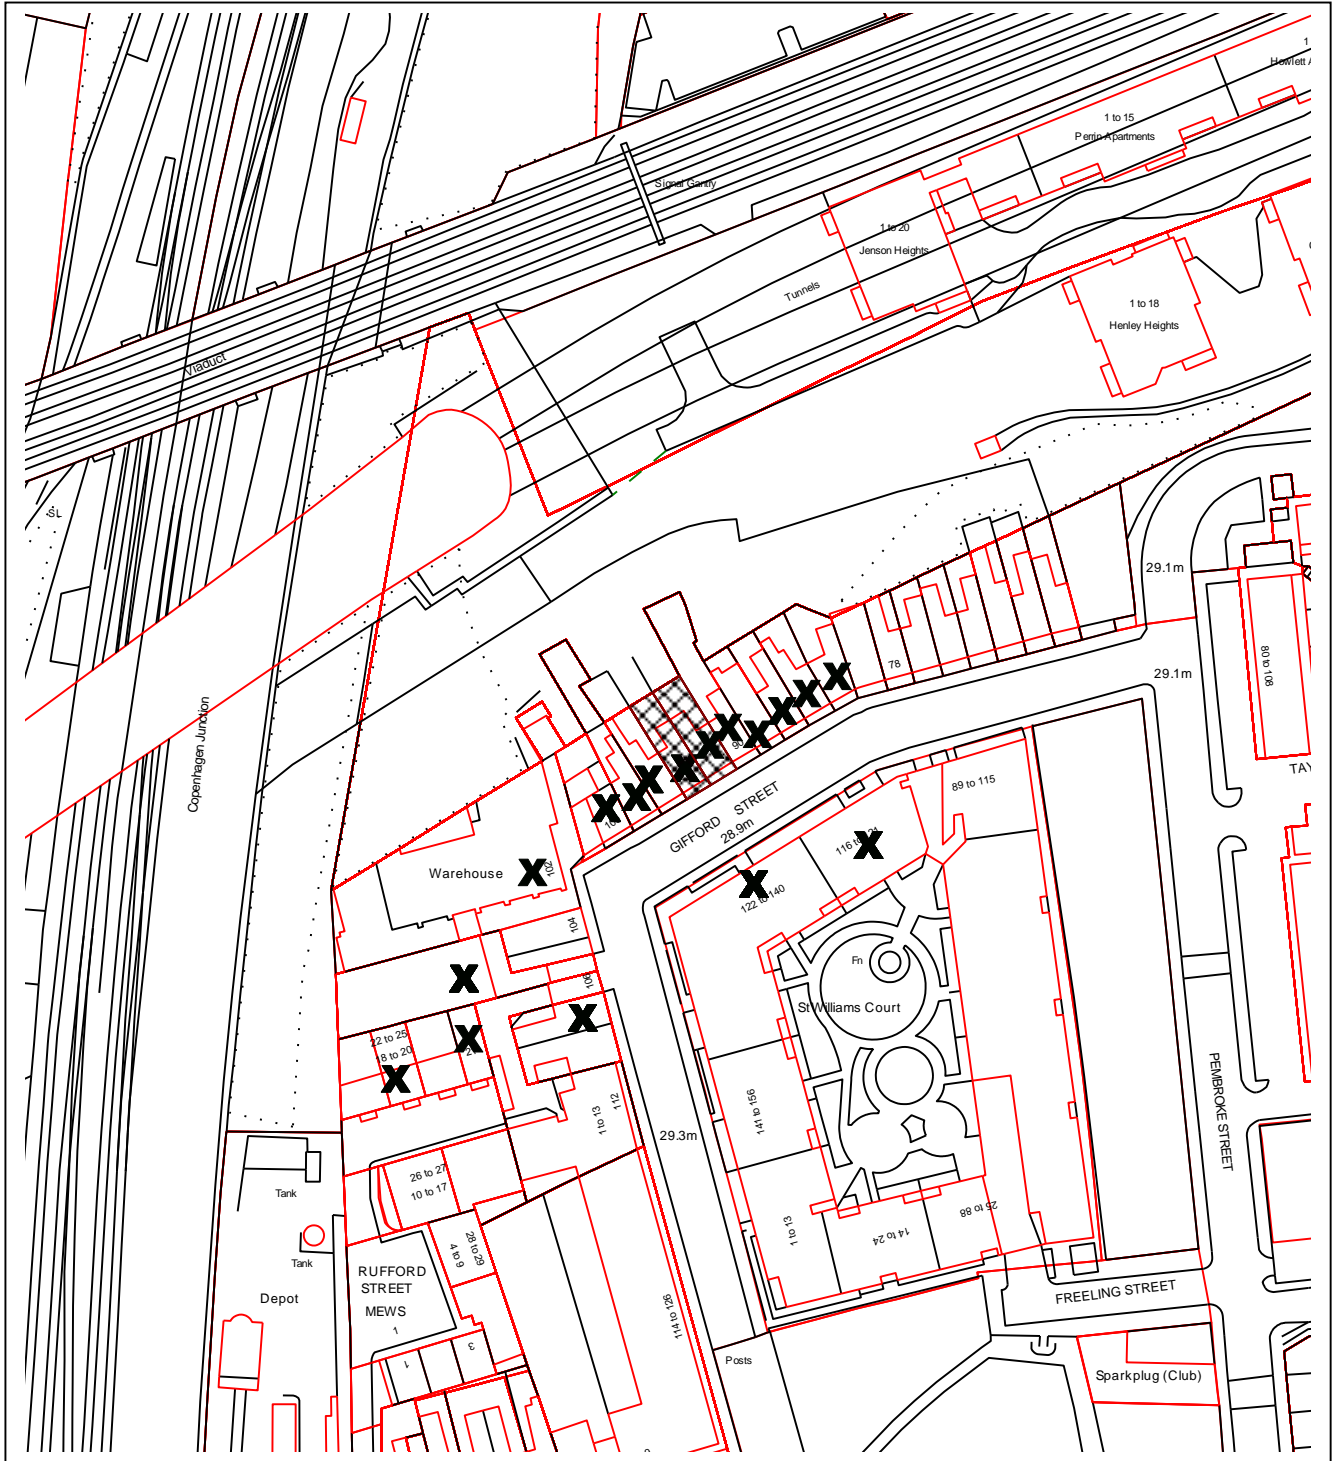 Howlett
1 to 15
Perrin Apartments
Signal Gantry
1 to 20
Jenson Heights
Tunnels
1 to 18
Henley Heights
Viaduct
SL
29.1m
29.1m
80 to 108
78
90
Copenhagen Junction
GIFFORD STREET
28.9m
89 to 115
122 to 140
Warehouse
102
104
106
Fn
St Williams Court
22 to 25
8 to 20
141 to 156
1 to 13
112
29.3m
PEMBROKE STREET
26 to 27
10 to 17
Tank
Tank
28 to 29
4 to 9
1 to 13
14 to 24
25 to 88
RUFFORD
STREET
MEWS
Depot
1
1
3
114 to 126
FREELING STREET
Posts
Sparkplug (Club)
TAY